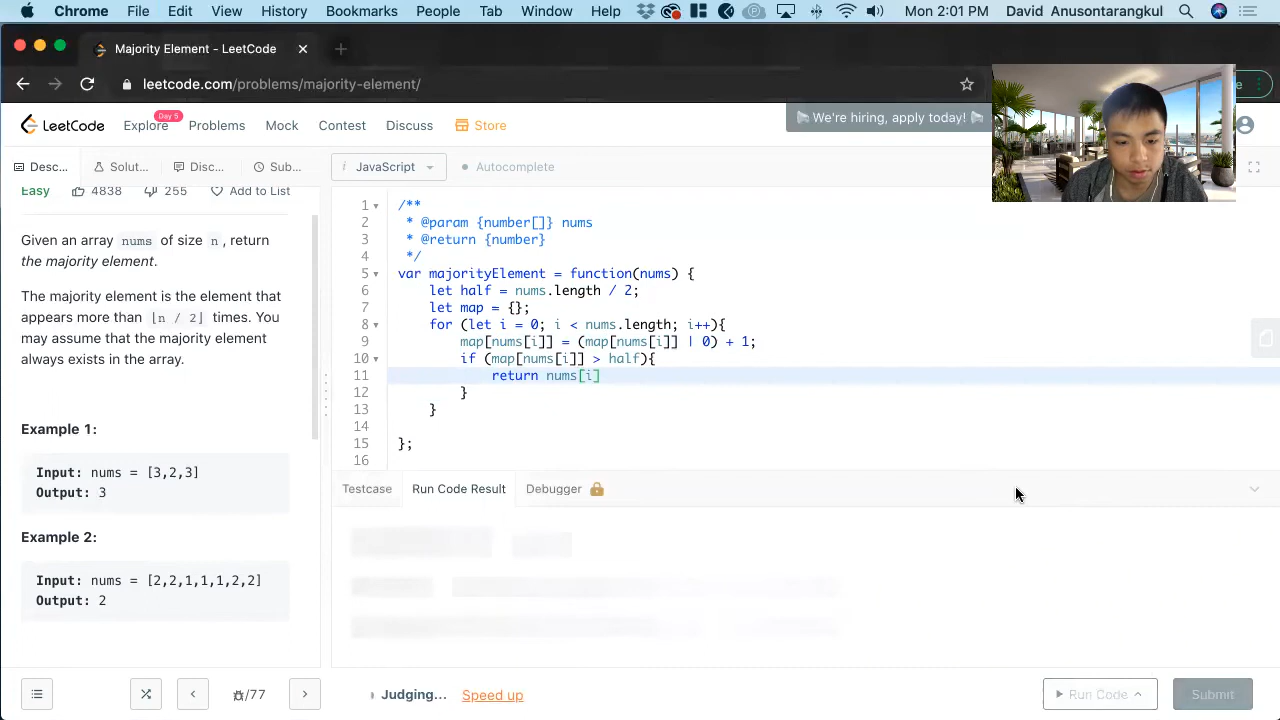 Chrome File Edit View History Bookmarks People Tab Window Help Mon 2:01 PM David Anusontarangkul
Majority Element - LeetCode
leetcode.com/problems/majority-element/
LeetCode Explore Day 5 Problems Mock Contest Discuss Store We're hiring, apply today!
Desc... Solut... Disc... Sub... i JavaScript Autocomplete
Easy 4838 255 Add to List
Given an array nums of size n, return
the majority element.
The majority element is the element that
appears more than ⌊n / 2⌋ times. You
may assume that the majority element
always exists in the array.
Example 1:
Input: nums = [3,2,3]
Output: 3
Example 2:
Input: nums = [2,2,1,1,1,2,2]
Output: 2
1 /**
2 * @param {number[]} nums
3 * @return {number}
4 */
5 var majorityElement = function(nums) {
6 let half = nums.length / 2;
7 let map = {};
8 for (let i = 0; i < nums.length; i++){
9 map[nums[i]] = (map[nums[i]] | 0) + 1;
10 if (map[nums[i]] > half){
11 return nums[i]
12 }
13 }
14
15 };
16
Testcase Run Code Result Debugger
/77 Judging... Speed up Run Code Submit